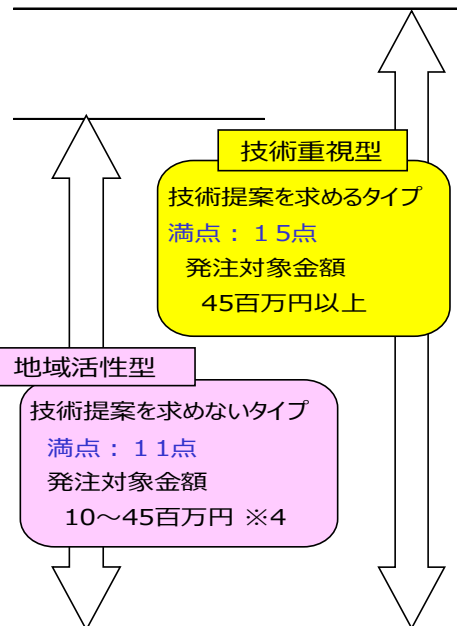 技術重視型
技術提案を求めるタイプ
満点：１5点
発注対象金額
45百万円以上
地域活性型
技術提案を求めないタイプ
満点：１1点
発注対象金額
10～45百万円 ※4